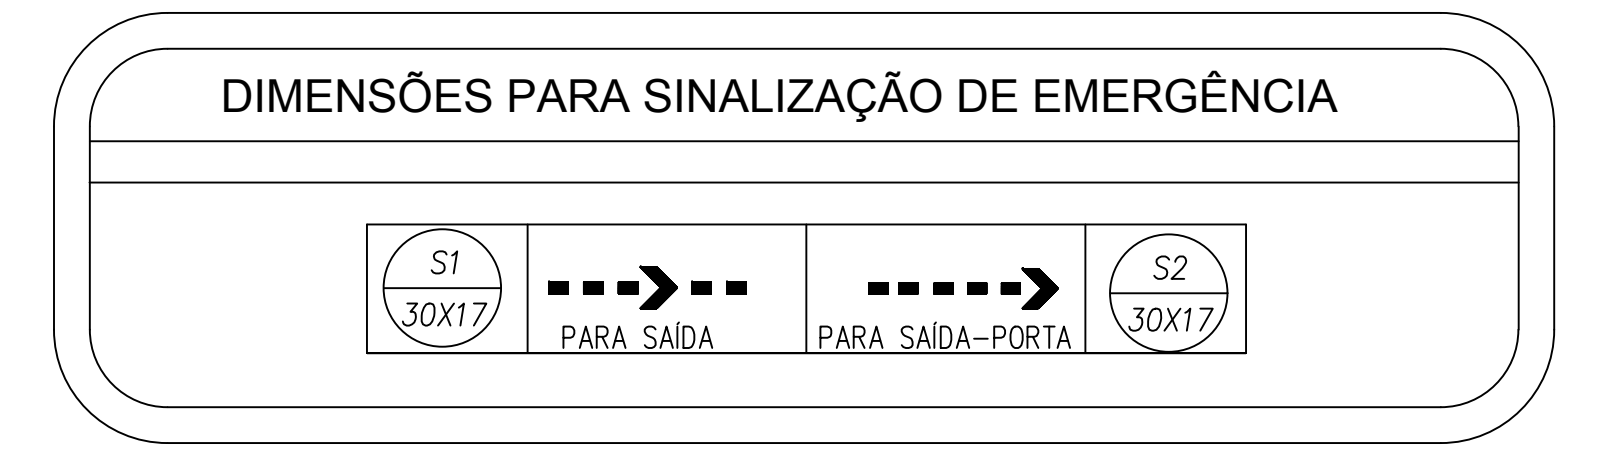 DIMENSÕES PARA SINALIZAÇÃO DE EMERGÊNCIA
S1
30X17
PARA SAÍDA
PARA SAÍDA-PORTA
S2
30X17